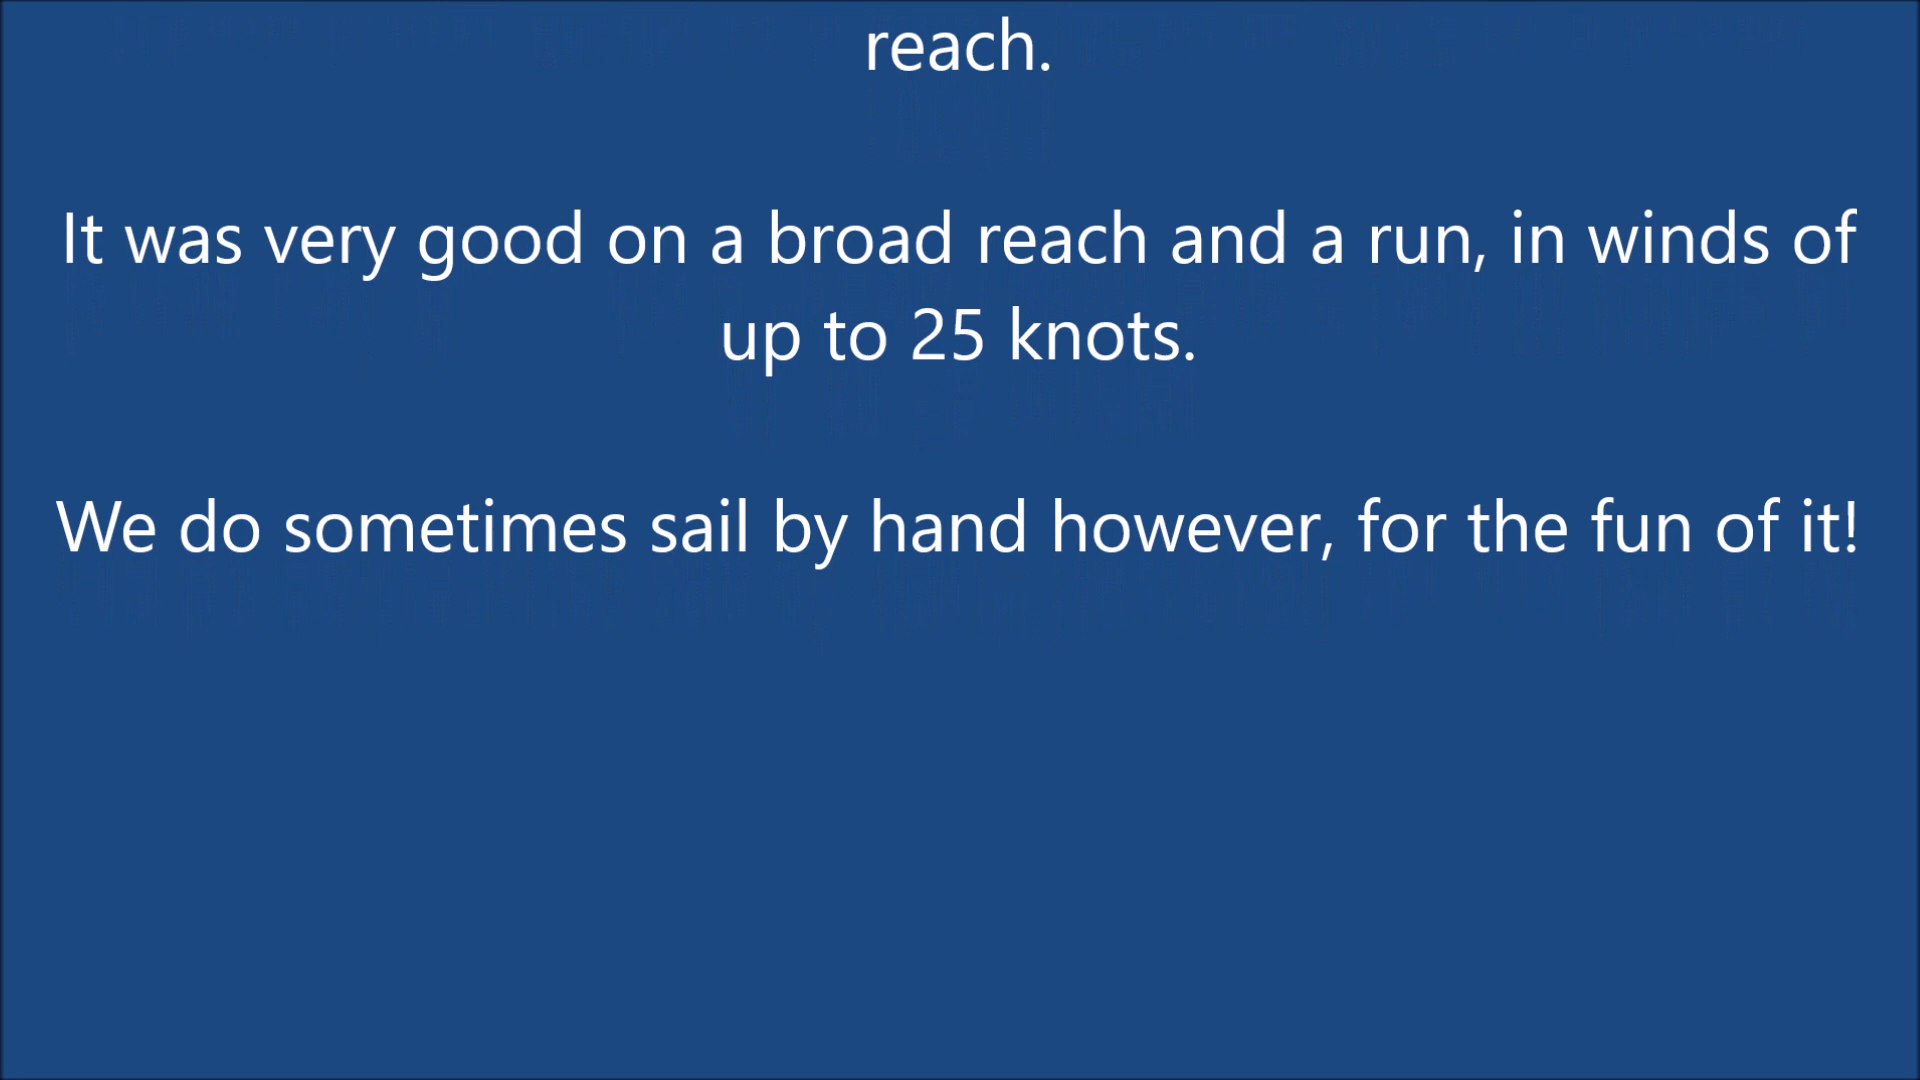 reach.
It was very good on a broad reach and a run, in winds of
up to 25 knots.
We do sometimes sail by hand however, for the fun of it!